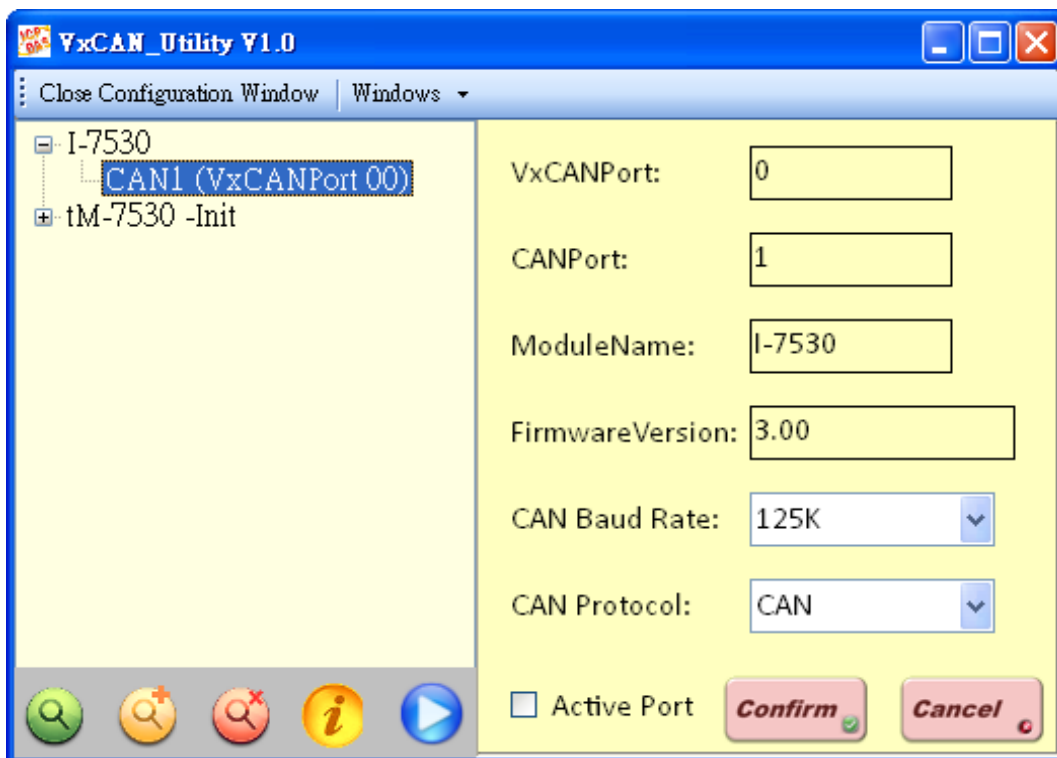 VxCAN_Utility V1.0
Close Configuration Window Windows
I-7530
CAN1 (VxCANPort 00)
tM-7530 -Init
VxCANPort: 0
CANPort: 1
ModuleName: I-7530
FirmwareVersion: 3.00
CAN Baud Rate: 125K
CAN Protocol: CAN
Active Port Confirm Cancel